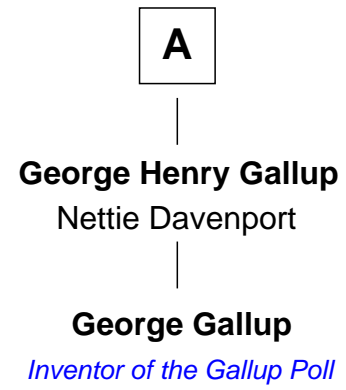 A
George Henry Gallup
Nettie Davenport
George Gallup
Inventor of the Gallup Poll